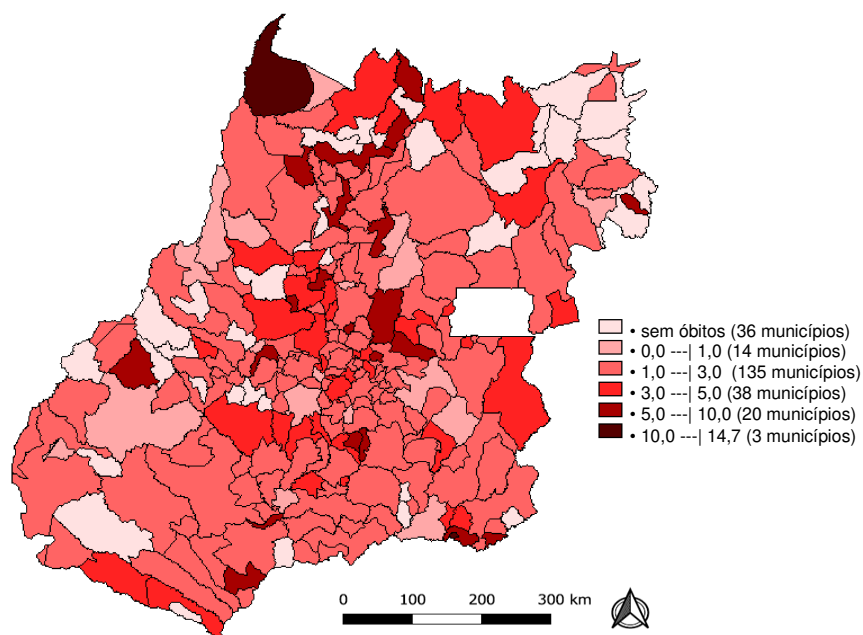 • sem óbitos (36 municípios)
• 0,0 ---| 1,0 (14 municípios)
• 1,0 ---| 3,0 (135 municípios)
• 3,0 ---| 5,0 (38 municípios)
• 5,0 ---| 10,0 (20 municípios)
• 10,0 ---| 14,7 (3 municípios)
0 100 200 300 km